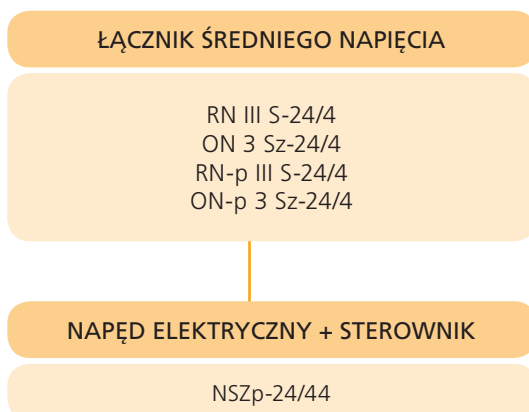 ŁĄCZNIK ŚREDNIEGO NAPIĘCIA
RN III S-24/4
ON 3 Sz-24/4
RN-p III S-24/4
ON-p 3 Sz-24/4
NAPĘD ELEKTRYCZNY + STEROWNIK
NSZp-24/44